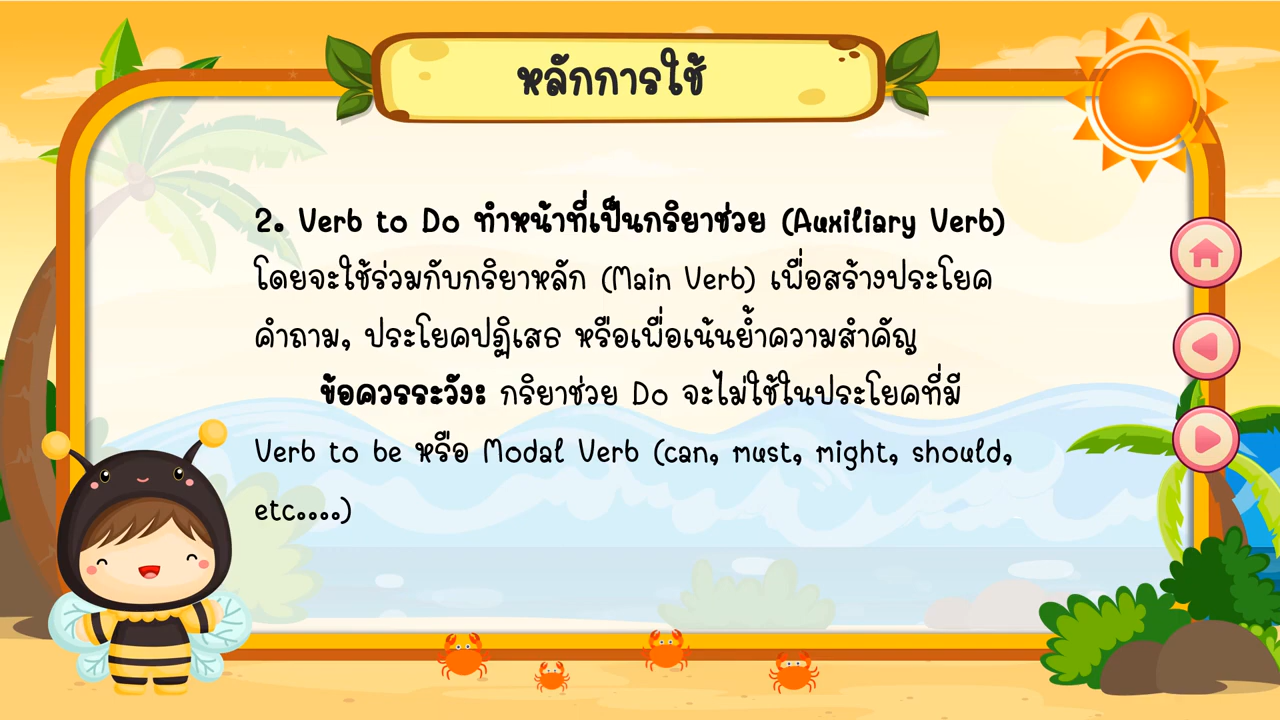 หลักการใช้
2. Verb to Do ทำหน้าที่เป็นกริยาช่วย (Auxiliary Verb)
โดยจะใช้ร่วมกับกริยาหลัก (Main Verb) เพื่อสร้างประโยค
คำถาม, ประโยคปฏิเสธ หรือเพื่อเน้นย้ำความสำคัญ
ข้อควรระวัง: กริยาช่วย Do จะไม่ใช้ในประโยคที่มี
Verb to be หรือ Modal Verb (can, must, might, should,
etc....)